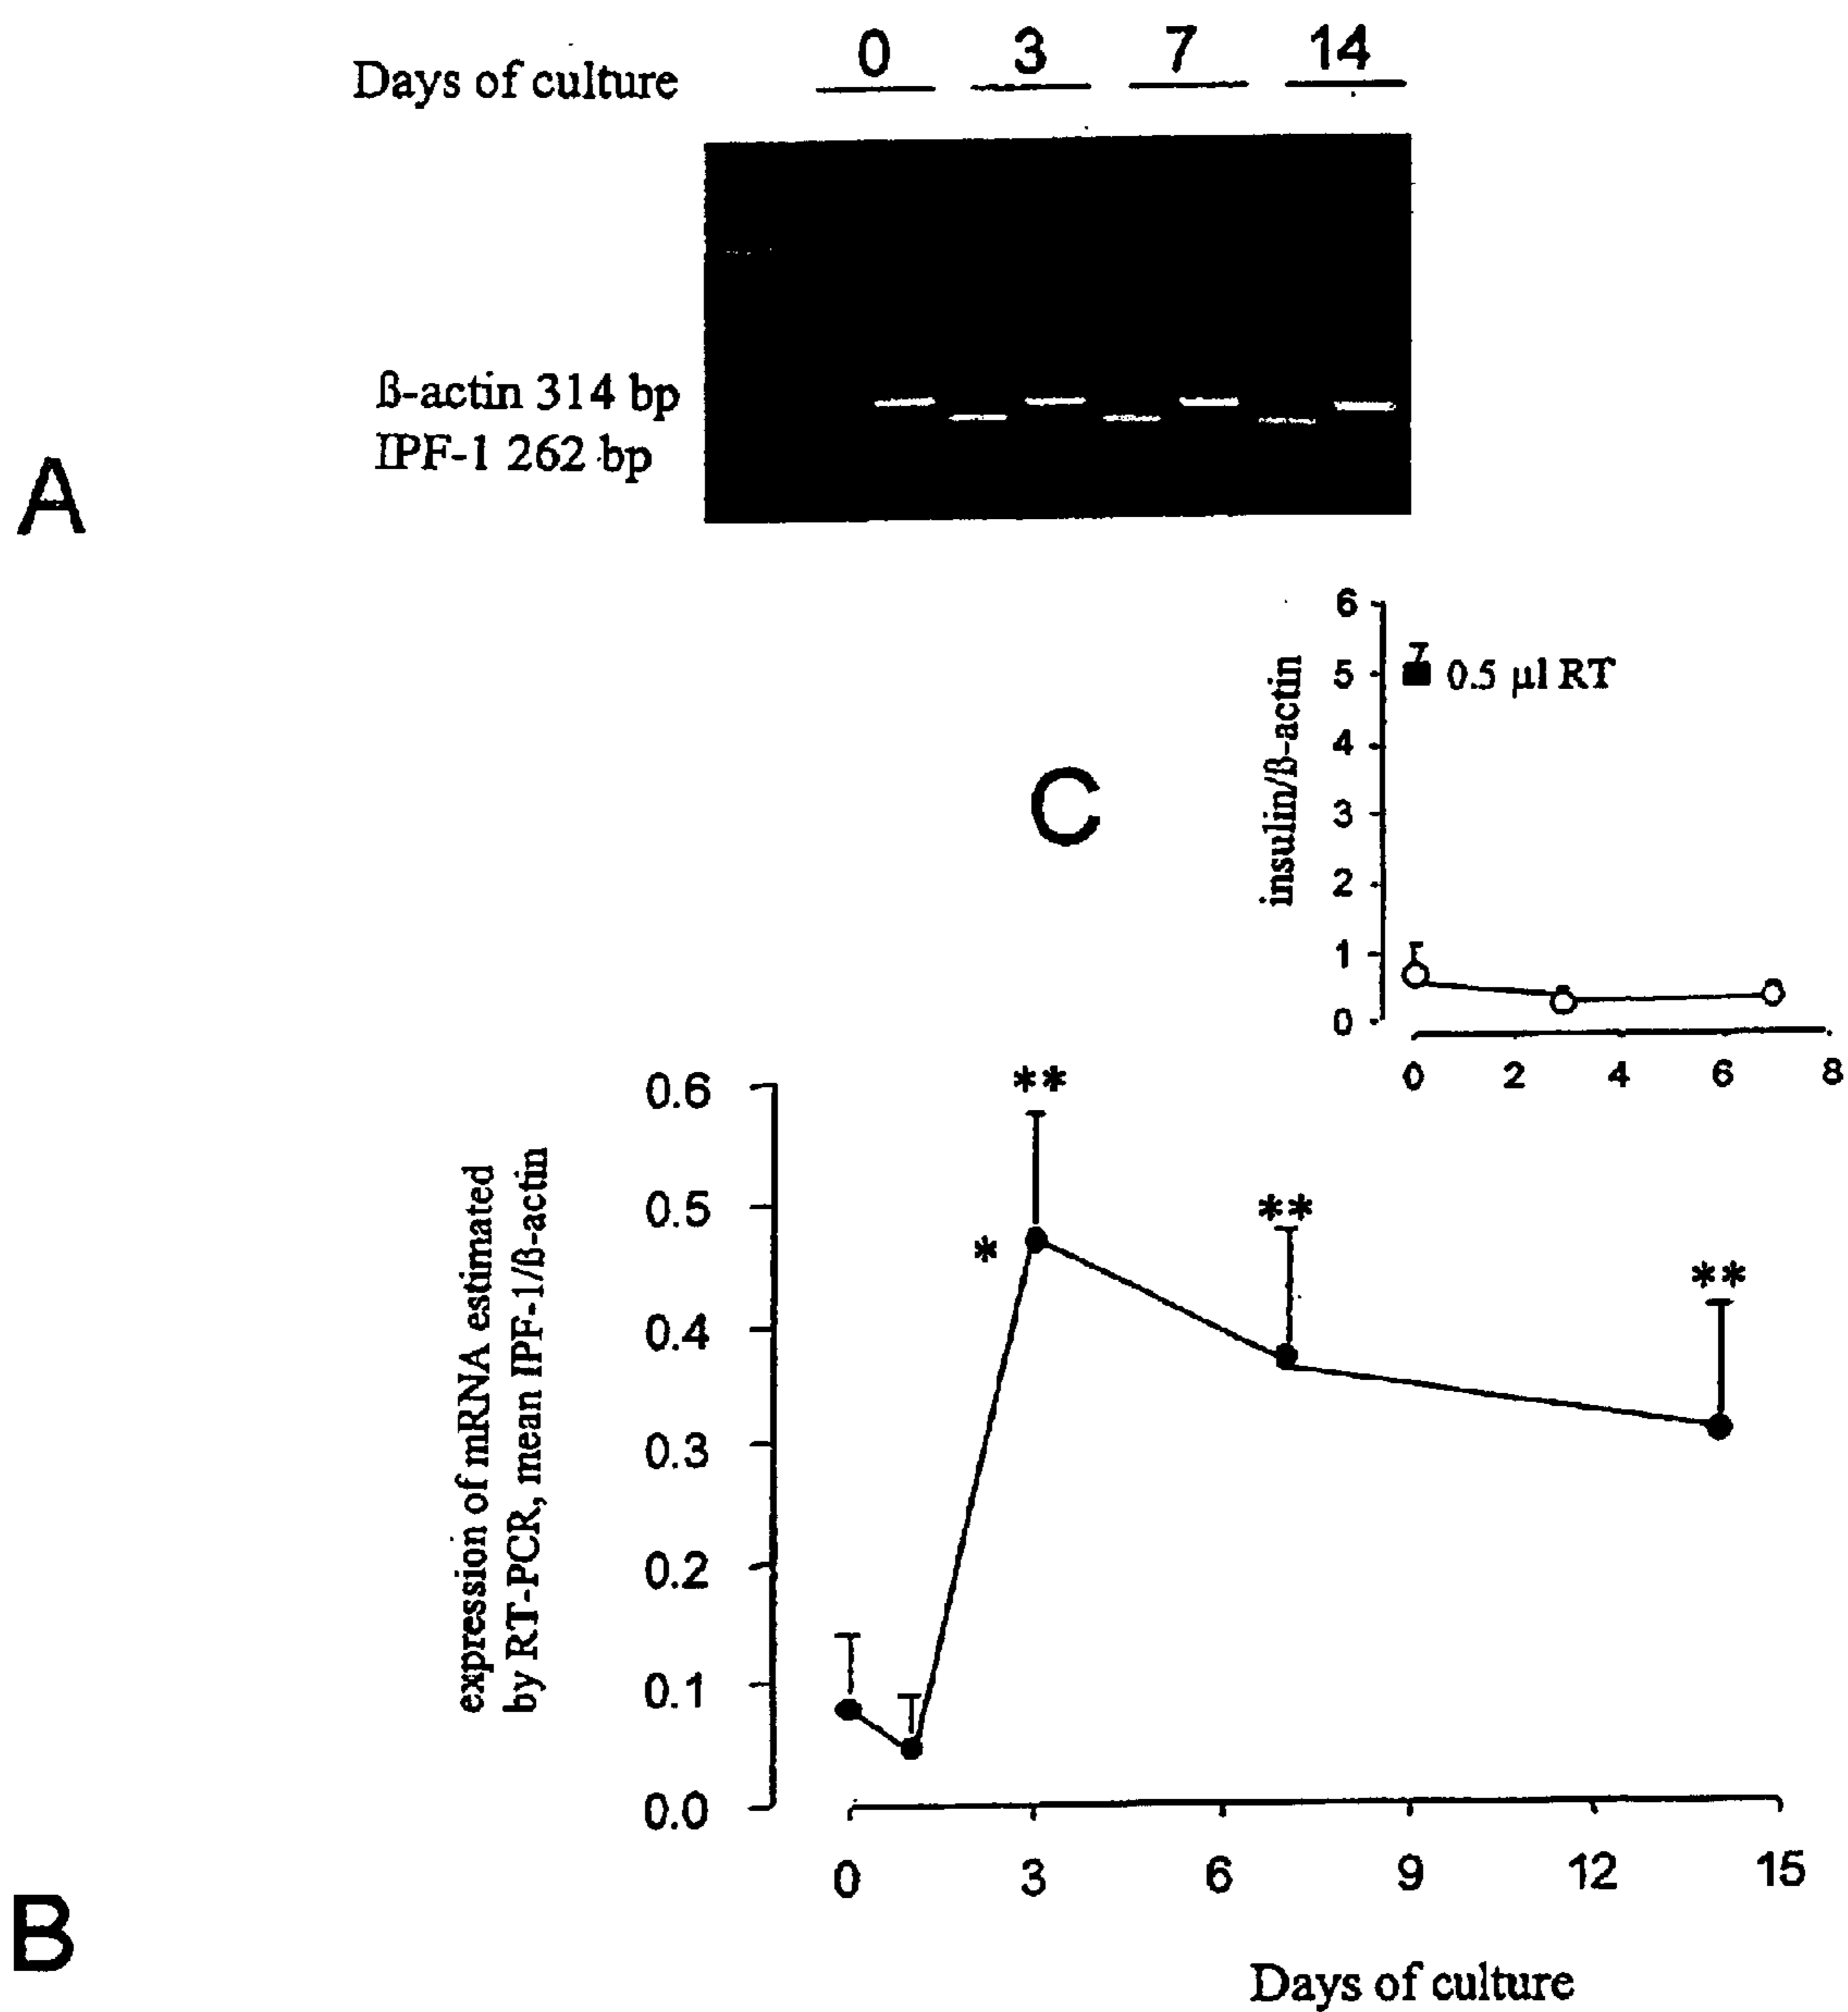 Days of culture 0 3 7 14
ß-actin 314 bp
IPF-1 262 bp
A
6
5
4
3
2
1
0
0.5 µl RT
insulin/ß-actin
C
0 2 4 6 8
**
**
**
*
0.6
0.5
0.4
0.3
0.2
0.1
0.0
expression of mRNA estimated
by RT-PCR, mean IPF-1/ß-actin
0 3 6 9 12 15
B
Days of culture